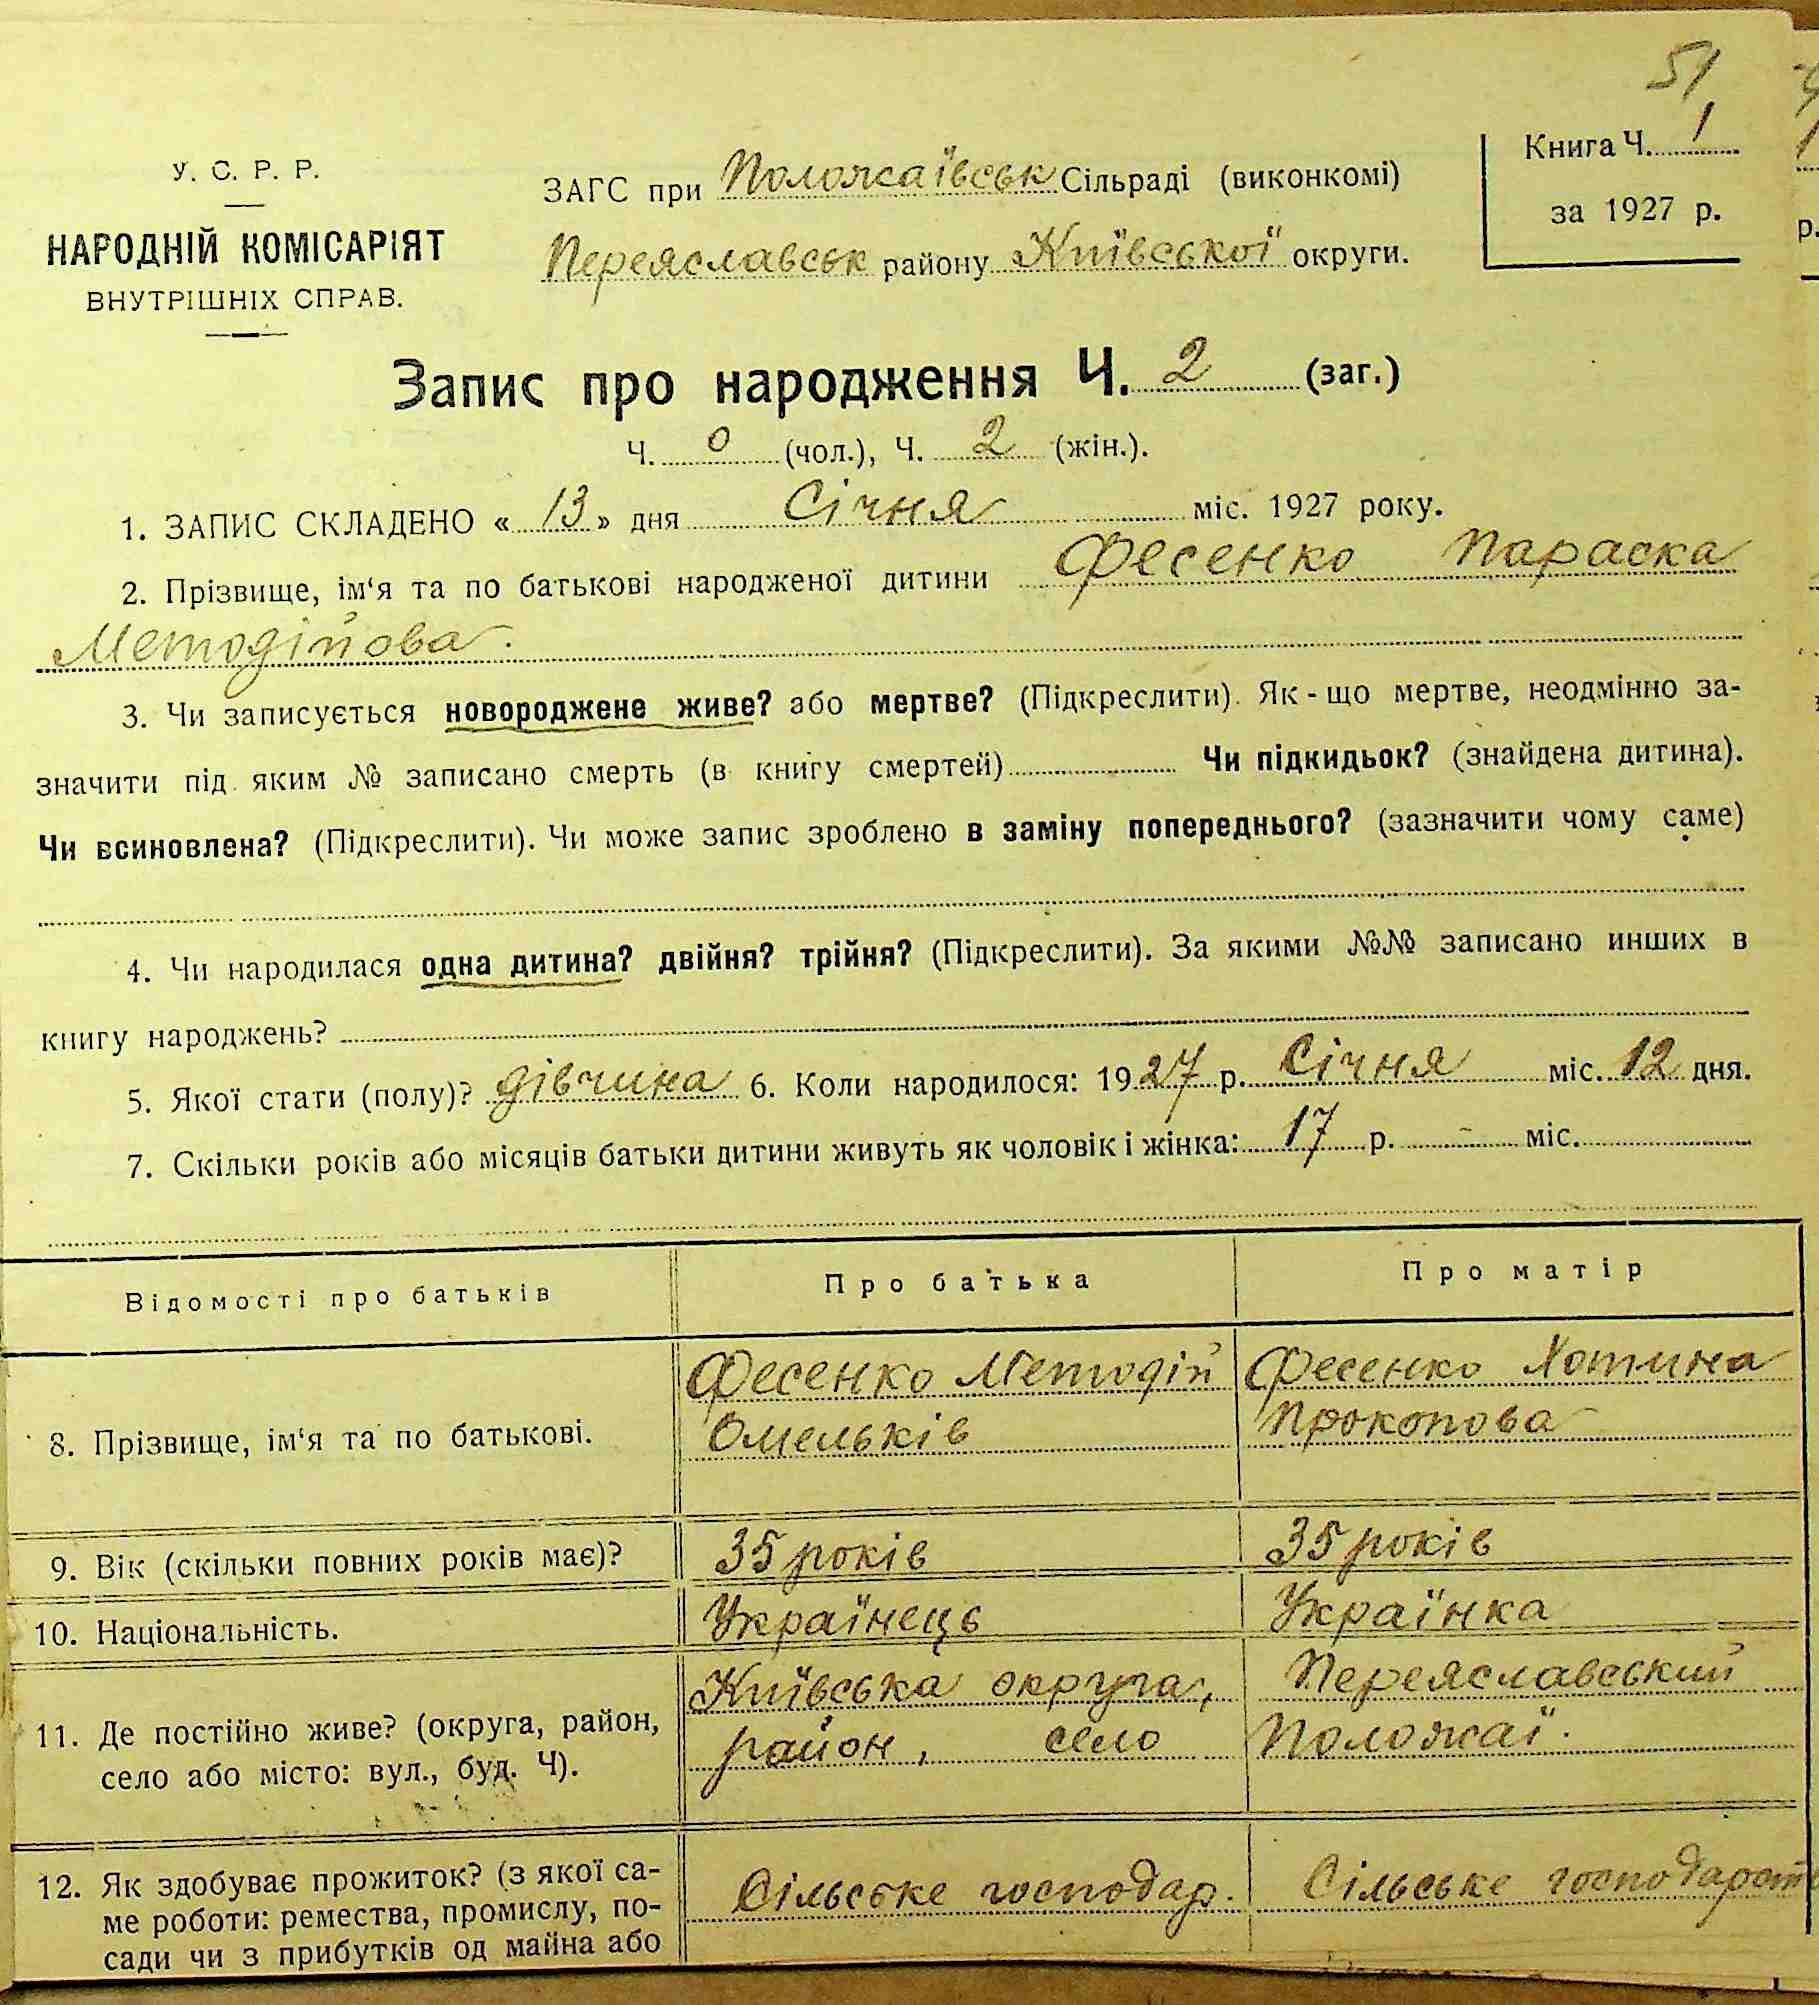 51
У. С. Р. Р.
НАРОДНІЙ КОМІСАРІЯТ
ВНУТРІШНІХ СПРАВ.
ЗАГС при Положаївськ Сільраді (виконкомі)
Переяславськ району Київської округи.
Книга Ч. 1
за 1927 р.
Запис про народження Ч. 2 (заг.)
Ч. 0 (чол.), Ч. 2 (жін.).
1. ЗАПИС СКЛАДЕНО « 13 » дня Січня міс. 1927 року.
2. Прізвище, ім‘я та по батькові народженої дитини Фесенко Параска
Методійова.
3. Чи записується новороджене живе? або мертве? (Підкреслити). Як-що мертве, неодмінно за-
значити під яким № записано смерть (в книгу смертей) Чи підкидьок? (знайдена дитина).
Чи всиновлена? (Підкреслити). Чи може запис зроблено в заміну попереднього? (зазначити чому саме)
4. Чи народилася одна дитина? двійня? трійня? (Підкреслити). За якими №№ записано инших в
книгу народжень?
5. Якої стати (полу)? дівчина 6. Коли народилося: 1927 р. Січня міс. 12 дня.
7. Скільки років або місяців батьки дитини живуть як чоловік і жінка: 17 р. - міс.
Відомості про батьків Про батька Про матір
8. Прізвище, ім‘я та по батькові. Фесенко Методій Омельків Фесенко Хотина Прокопова
9. Вік (скільки повних років має)? 35 років 35 років
10. Національність. Українець Українка
11. Де постійно живе? (округа, район,
село або місто: вул., буд. Ч).
Київська округа, Переяславський
район, село Положаї.
12. Як здобуває прожиток? (з якої са-
ме роботи: ремества, промислу, по-
сади чи з прибутків од майна або
Сільське господар. Сільське господарст